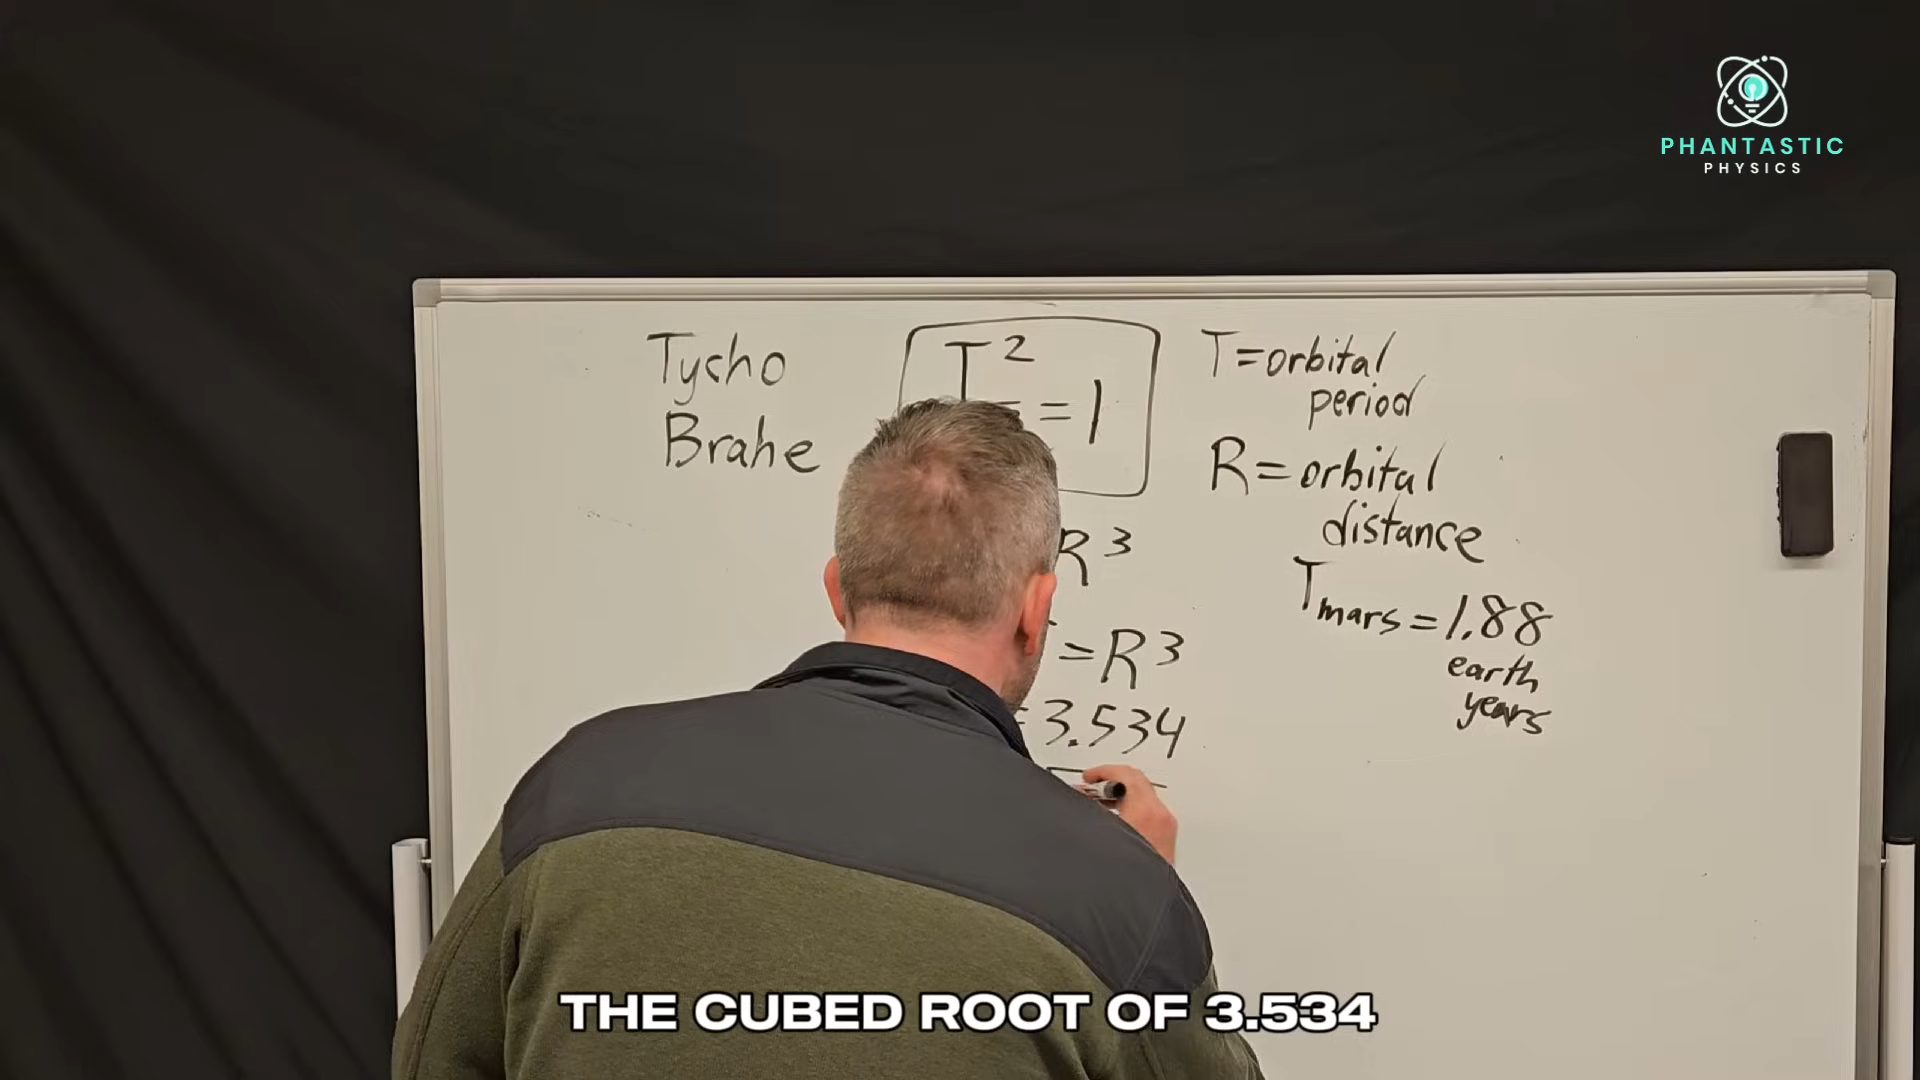 PHANTASTIC
PHYSICS
Tycho
Brahe
T²
= 1
T = orbital
period
R = orbital
distance
R³
= R³
= 3.534
T mars = 1.88
earth
years
THE CUBED ROOT OF 3.534